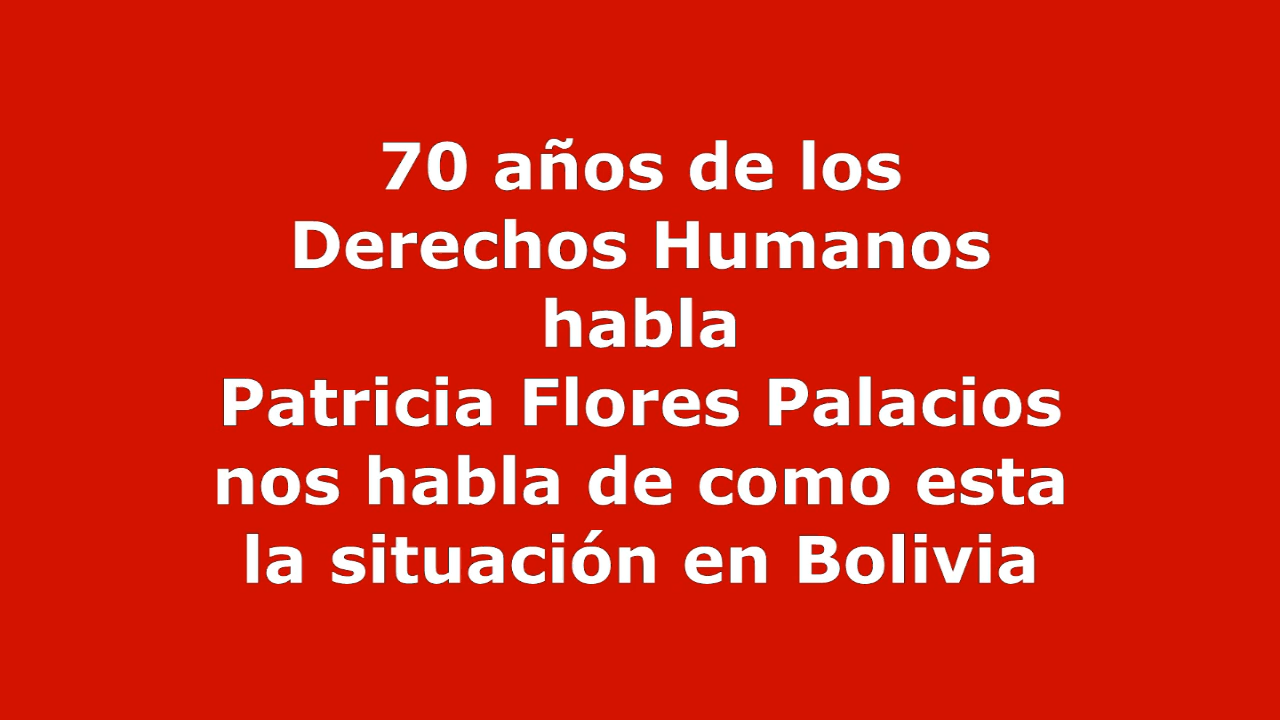 70 años de los
Derechos Humanos
habla
Patricia Flores Palacios
nos habla de como esta
la situación en Bolivia